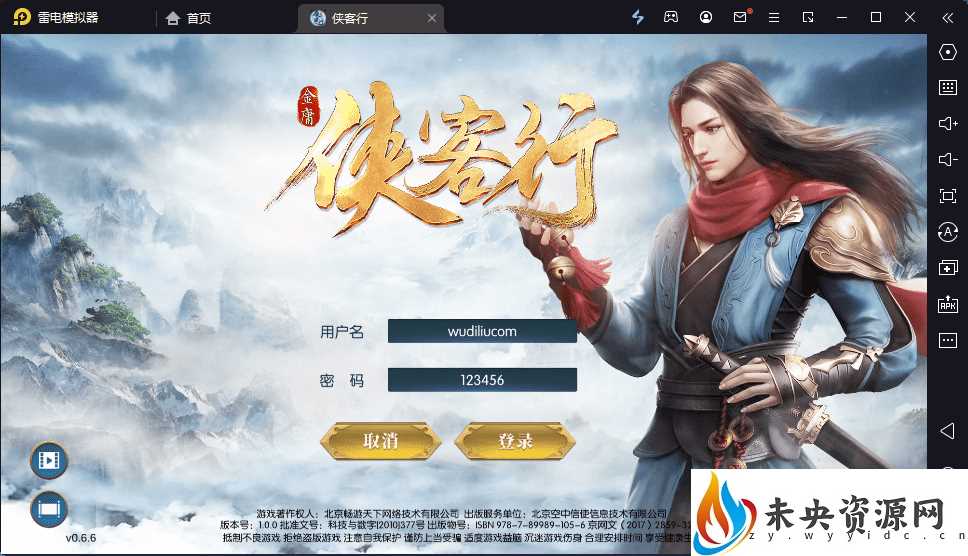 雷电模拟器
首页
侠客行
金庸
侠客行
用户名
wudiliucom
密 码
123456
取消
登录
游戏著作权人：北京畅游天下网络技术有限公司 出版服务单位：北京空中信使信息技术有限公司
版本号：1.0.0 批准文号：科技与数字[2010]377号 出版物号：ISBN 978-7-89989-105-6 京网文（2017）2859-3
抵制不良游戏 拒绝盗版游戏 注意自我保护 谨防上当受骗 适度游戏益脑 沉迷游戏伤身 合理安排时间 享受健康
v0.6.6
APK
未央资源网
zy.wyyidc.cn